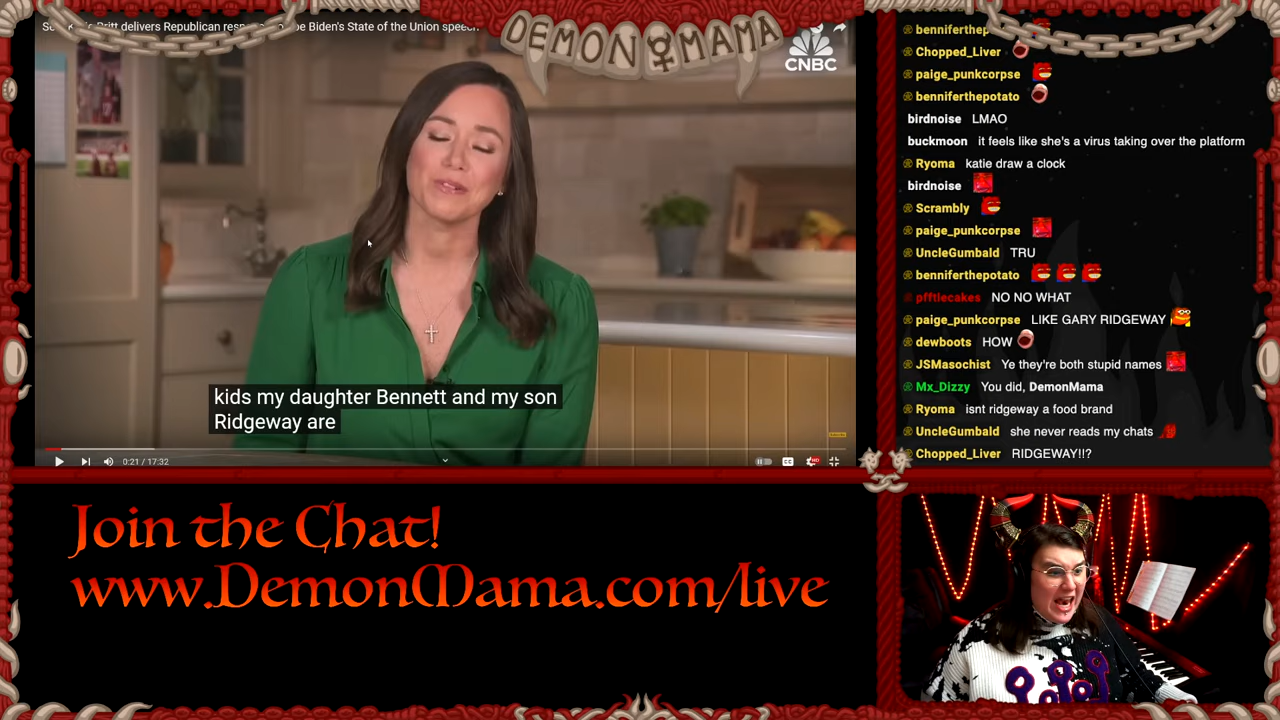 Britt delivers Republican
Biden's State of the Union speech
DEMON MAMA
CNBC
kids my daughter Bennett and my son
Ridgeway are
0:21 / 17:32
CC
HD
benniferthep
Chopped_Liver
paige_punkcorpse
benniferthepotato
birdnoise LMAO
buckmoon it feels like she's a virus taking over the platform
Ryoma katie draw a clock
birdnoise
Scrambly
paige_punkcorpse
UncleGumbald TRU
benniferthepotato
pfftlecakes NO NO WHAT
paige_punkcorpse LIKE GARY RIDGEWAY
dewboots HOW
JSMasochist Ye they're both stupid names
Mx_Dizzy You did, DemonMama
Ryoma isnt ridgeway a food brand
UncleGumbald she never reads my chats
Chopped_Liver RIDGEWAY!!?
Join the Chat!
www.DemonMama.com/live